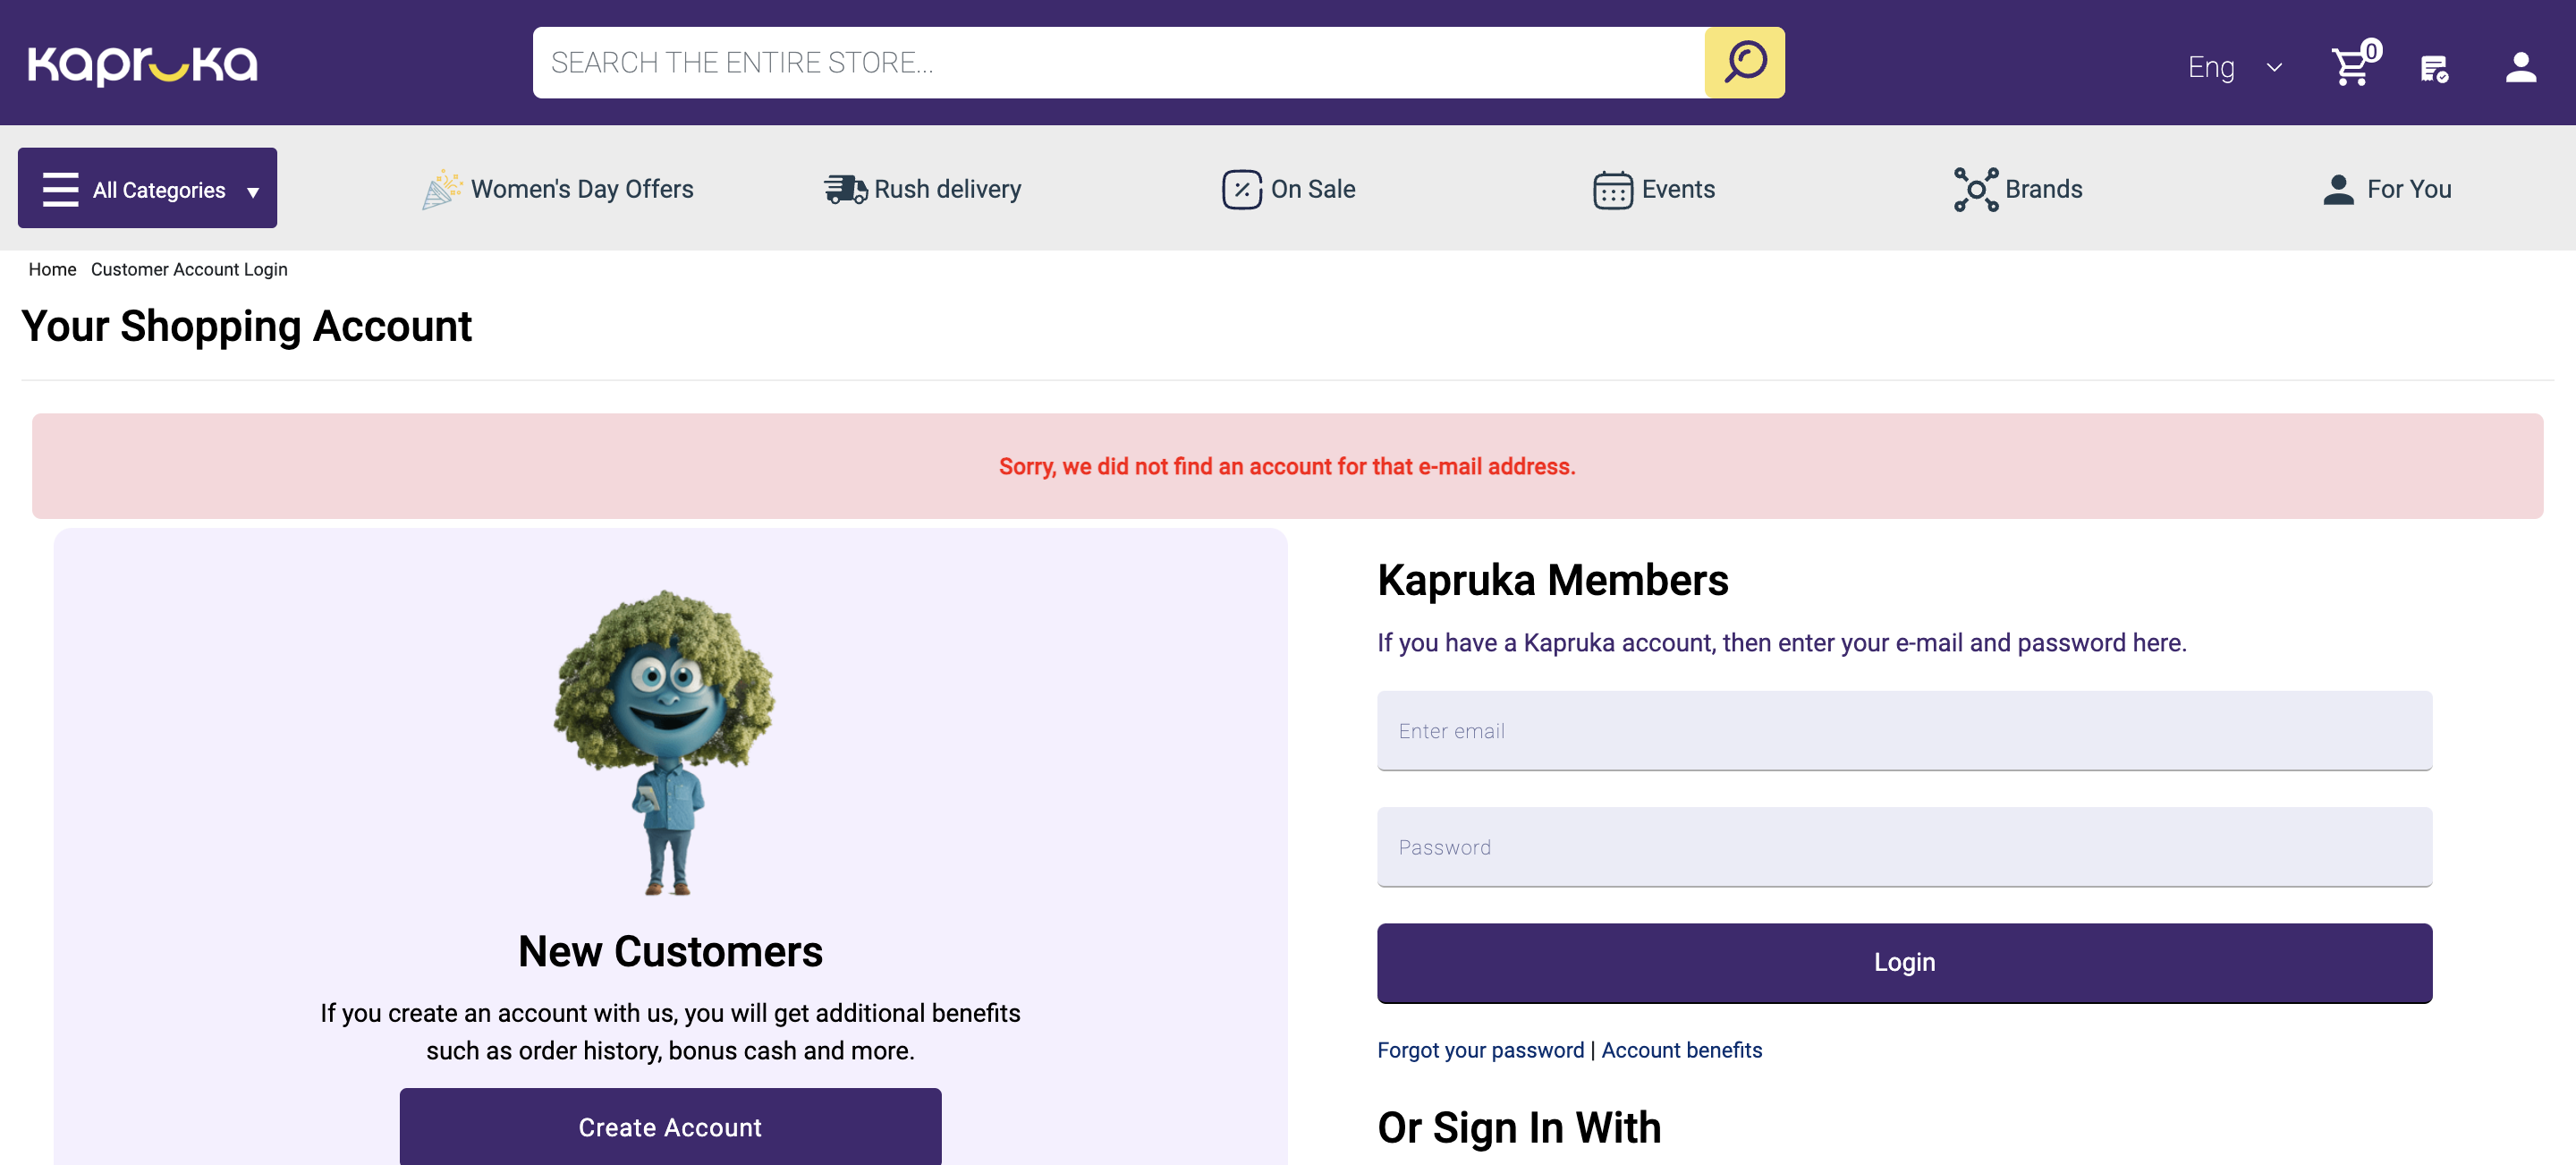 kapruka
SEARCH THE ENTIRE STORE...
Eng
0
All Categories
Women's Day Offers
Rush delivery
On Sale
Events
Brands
For You
Home Customer Account Login
Your Shopping Account
Sorry, we did not find an account for that e-mail address.
New Customers
If you create an account with us, you will get additional benefits
such as order history, bonus cash and more.
Create Account
Kapruka Members
If you have a Kapruka account, then enter your e-mail and password here.
Enter email
Password
Login
Forgot your password | Account benefits
Or Sign In With